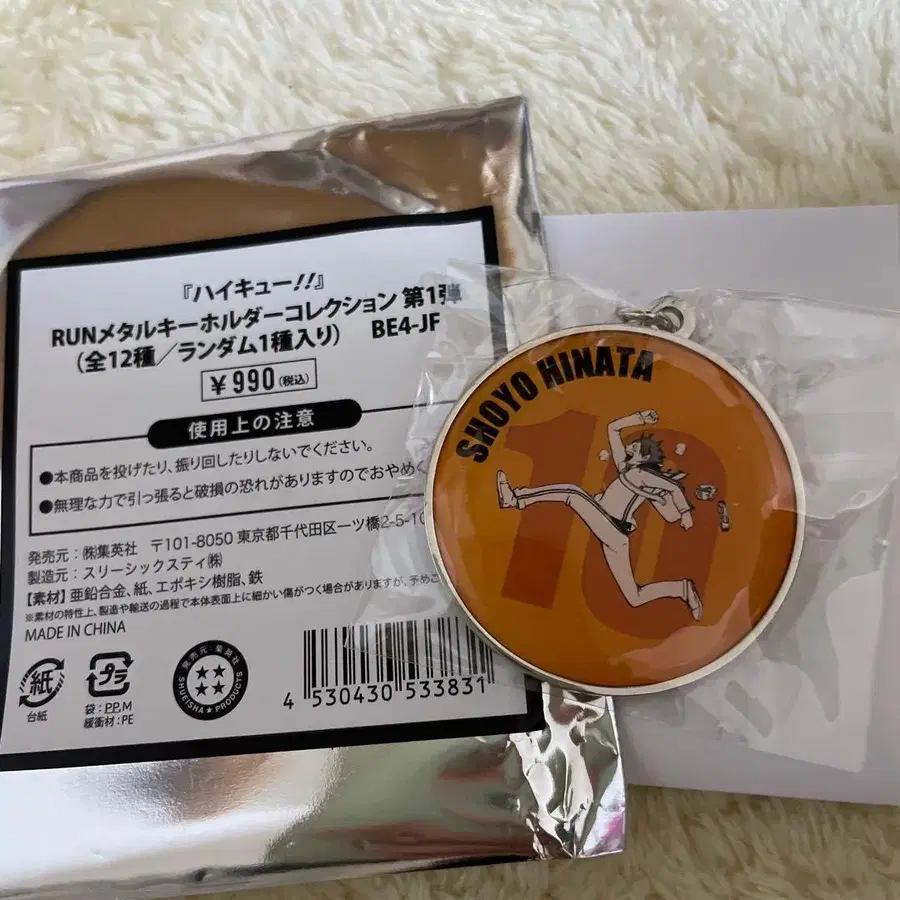 『ハイキュー!!』
RUNメタルキーホルダーコレクション 第1弾
(全12種/ランダム1種入り) BE4-JF
¥990(税込)
使用上の注意
●本商品を投げたり、振り回したりしないでください。
●無理な力で引っ張ると破損の恐れがありますのでおやめく
発売元:㈱集英社 〒101-8050 東京都千代田区一ツ橋2-5-10
製造元:スリーシックスティ㈱
【素材】亜鉛合金、紙、エポキシ樹脂、鉄
※素材の特性上、製造や輸送の過程で本体表面上に細かい傷がつく場合がありますが、予めご
MADE IN CHINA
紙
台紙
プラ
袋:PP,M
緩衝材:PE
発売元:集英社
SHUEISHA★PRODUCTS
4 530430 533831
SHOYO HINATA
10